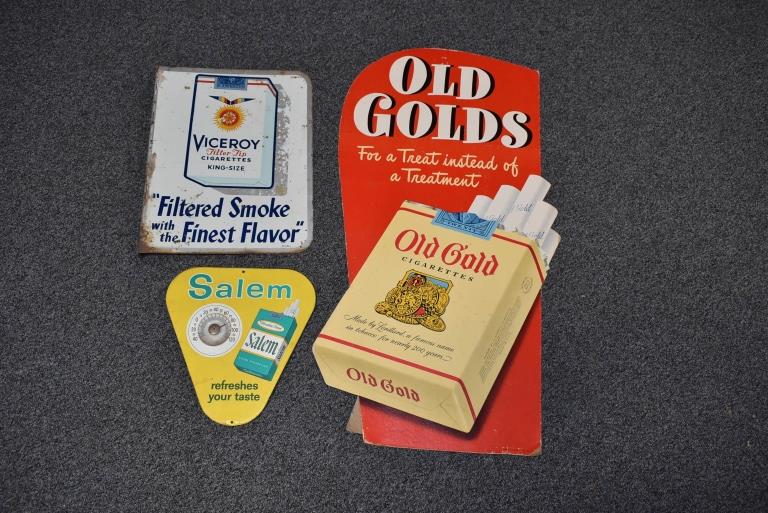 VICEROY
Filter Tip
CIGARETTES
KING-SIZE
"Filtered Smoke
with the Finest Flavor"
Salem
Salem
refreshes
your taste
OLD
GOLDS
For a Treat instead of
a Treatment
Old Gold
CIGARETTES
Made by Lorillard, a famous name
in tobacco for nearly 200 years
Old Gold